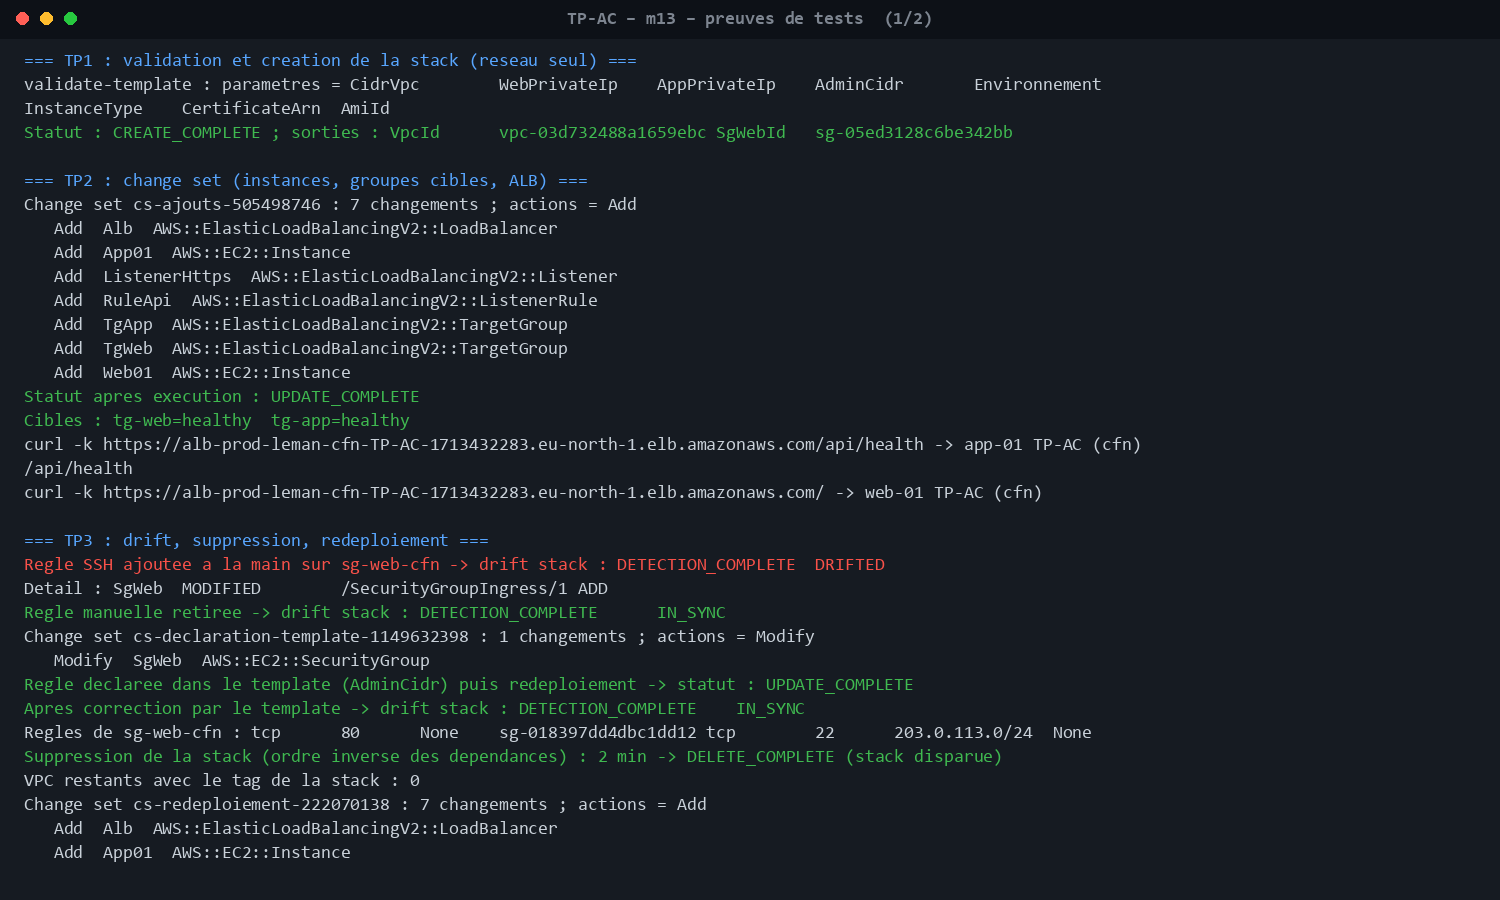 TP-AC – m13 – preuves de tests (1/2)
=== TP1 : validation et creation de la stack (reseau seul) ===
validate-template : parametres = CidrVpc WebPrivateIp AppPrivateIp AdminCidr Environnement
InstanceType CertificateArn AmiId
Statut : CREATE_COMPLETE ; sorties : VpcId vpc-03d732488a1659ebc SgWebId sg-05ed3128c6be342bb
=== TP2 : change set (instances, groupes cibles, ALB) ===
Change set cs-ajouts-505498746 : 7 changements ; actions = Add
Add Alb AWS::ElasticLoadBalancingV2::LoadBalancer
Add App01 AWS::EC2::Instance
Add ListenerHttps AWS::ElasticLoadBalancingV2::Listener
Add RuleApi AWS::ElasticLoadBalancingV2::ListenerRule
Add TgApp AWS::ElasticLoadBalancingV2::TargetGroup
Add TgWeb AWS::ElasticLoadBalancingV2::TargetGroup
Add Web01 AWS::EC2::Instance
Statut apres execution : UPDATE_COMPLETE
Cibles : tg-web=healthy tg-app=healthy
curl -k https://alb-prod-leman-cfn-TP-AC-1713432283.eu-north-1.elb.amazonaws.com/api/health -> app-01 TP-AC (cfn)
/api/health
curl -k https://alb-prod-leman-cfn-TP-AC-1713432283.eu-north-1.elb.amazonaws.com/ -> web-01 TP-AC (cfn)
=== TP3 : drift, suppression, redeploiement ===
Regle SSH ajoutee a la main sur sg-web-cfn -> drift stack : DETECTION_COMPLETE DRIFTED
Detail : SgWeb MODIFIED /SecurityGroupIngress/1 ADD
Regle manuelle retiree -> drift stack : DETECTION_COMPLETE IN_SYNC
Change set cs-declaration-template-1149632398 : 1 changements ; actions = Modify
Modify SgWeb AWS::EC2::SecurityGroup
Regle declaree dans le template (AdminCidr) puis redeploiement -> statut : UPDATE_COMPLETE
Apres correction par le template -> drift stack : DETECTION_COMPLETE IN_SYNC
Regles de sg-web-cfn : tcp 80 None sg-018397dd4dbc1dd12 tcp 22 203.0.113.0/24 None
Suppression de la stack (ordre inverse des dependances) : 2 min -> DELETE_COMPLETE (stack disparue)
VPC restants avec le tag de la stack : 0
Change set cs-redeploiement-222070138 : 7 changements ; actions = Add
Add Alb AWS::ElasticLoadBalancingV2::LoadBalancer
Add App01 AWS::EC2::Instance